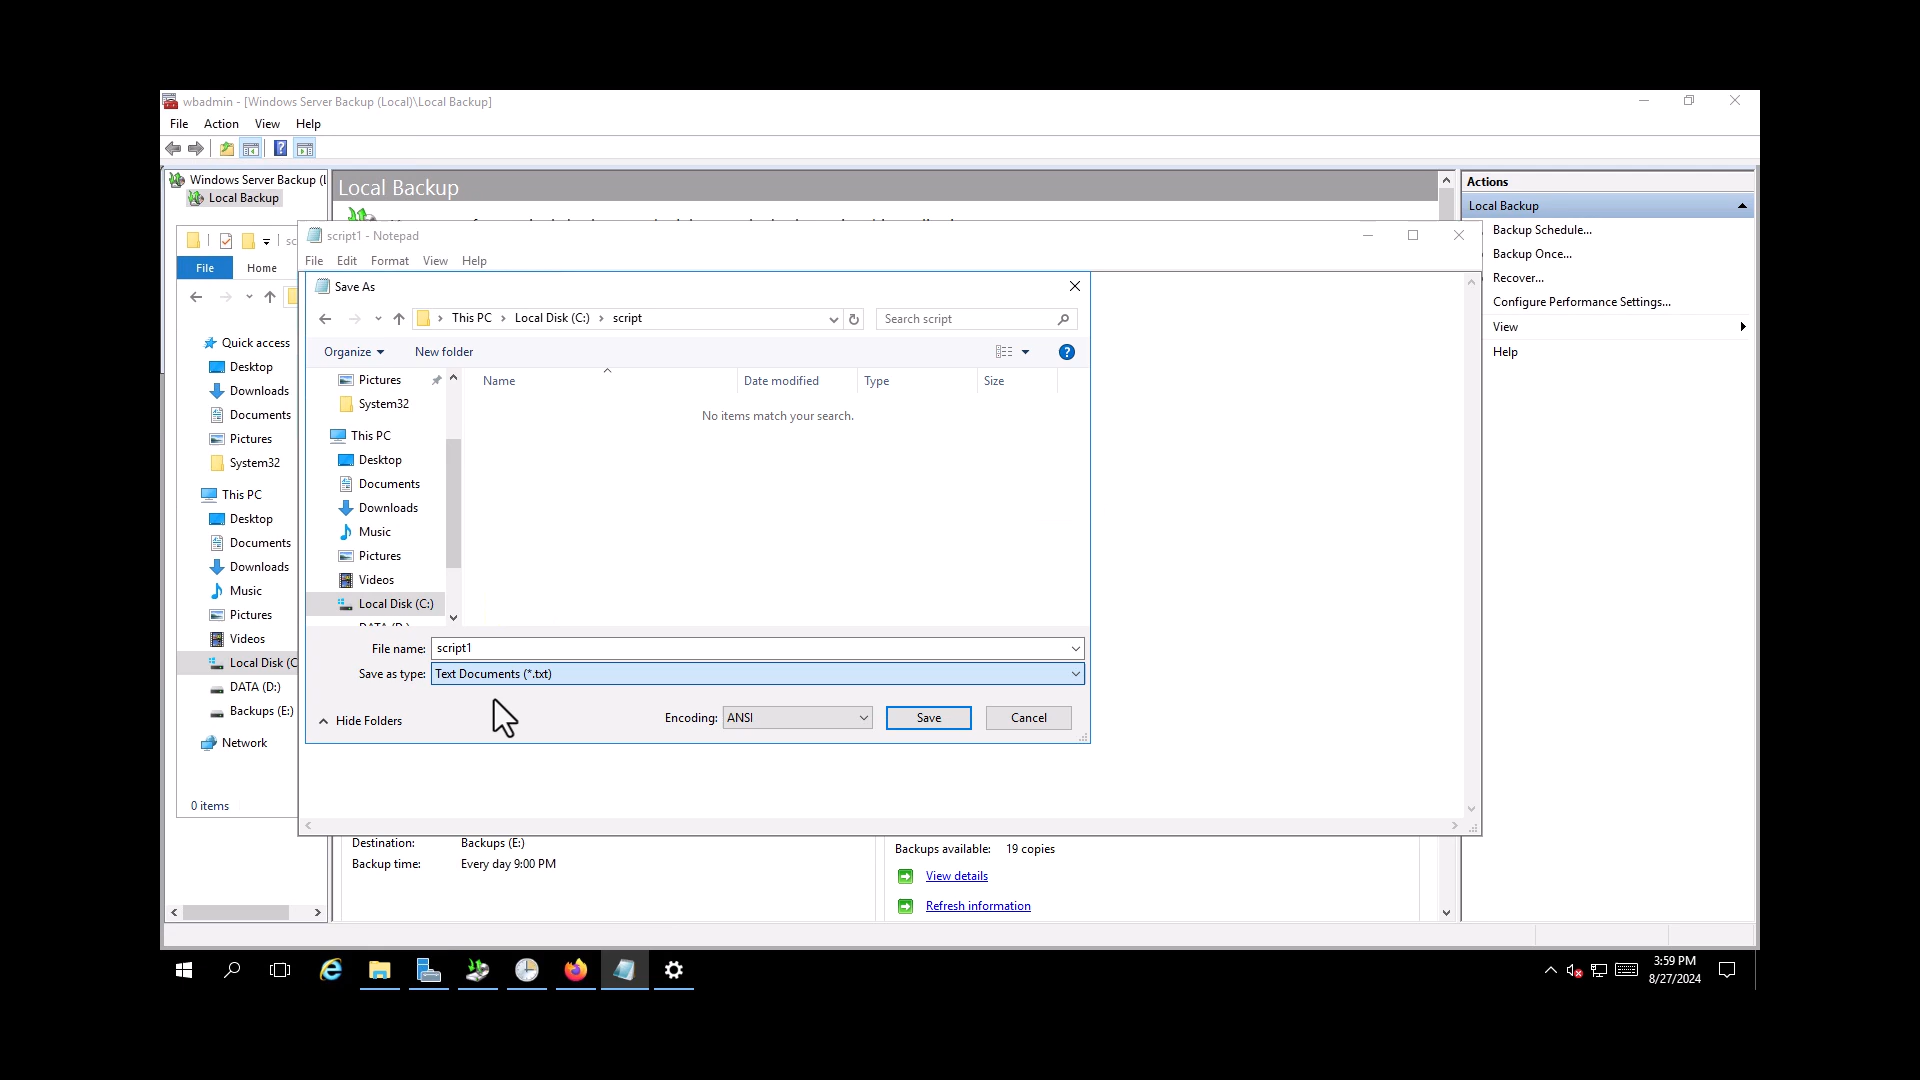 wbadmin - [Windows Server Backup (Local)\Local Backup]
File Action View Help
Windows Server Backup (L
Local Backup
Local Backup
Actions
Local Backup
Backup Schedule...
Backup Once...
Recover...
Configure Performance Settings...
View
Help
sc
File Home
Quick access
Desktop
Downloads
Documents
Pictures
System32
This PC
Desktop
Documents
Downloads
Music
Pictures
Videos
Local Disk (C
DATA (D:)
Backups (E:)
Network
0 items
script1 - Notepad
File Edit Format View Help
Save As
This PC Local Disk (C:) script
Search script
Organize New folder
Pictures
System32
This PC
Desktop
Documents
Downloads
Music
Pictures
Videos
Local Disk (C:)
DATA (D:)
Name Date modified Type Size
No items match your search.
File name: script1
Save as type: Text Documents (*.txt)
Hide Folders
Encoding: ANSI
Save
Cancel
Destination: Backups (E:)
Backup time: Every day 9:00 PM
Backups available: 19 copies
View details
Refresh information
3:59 PM
8/27/2024